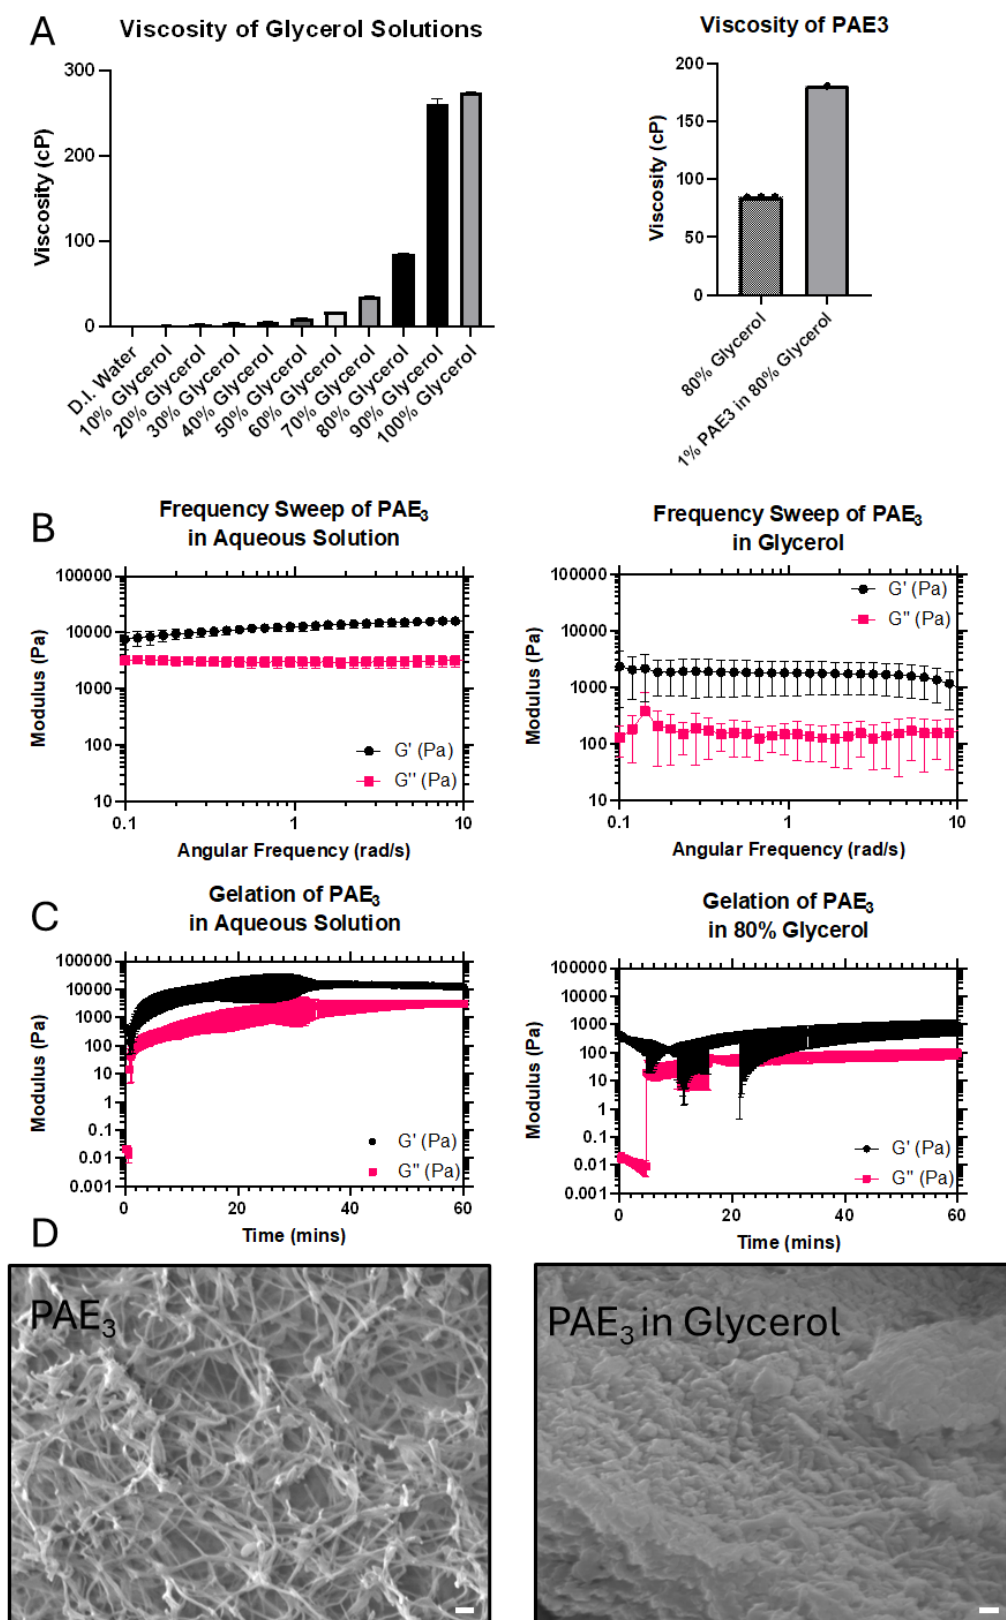 A
Viscosity of Glycerol Solutions
Viscosity (cP)
300
200
100
0
D.I. Water
10% Glycerol
20% Glycerol
30% Glycerol
40% Glycerol
50% Glycerol
60% Glycerol
70% Glycerol
80% Glycerol
90% Glycerol
100% Glycerol
Viscosity of PAE3
Viscosity (cP)
200
150
100
50
0
80% Glycerol
1% PAE3 in 80% Glycerol
B
Frequency Sweep of PAE₃
in Aqueous Solution
Modulus (Pa)
100000
10000
1000
100
10
G' (Pa)
G'' (Pa)
0.1
1
10
Angular Frequency (rad/s)
Frequency Sweep of PAE₃
in Glycerol
Modulus (Pa)
100000
10000
1000
100
10
G' (Pa)
G'' (Pa)
0.1
1
10
Angular Frequency (rad/s)
C
Gelation of PAE₃
in Aqueous Solution
Modulus (Pa)
100000
10000
1000
100
10
1
0.1
0.01
0.001
G' (Pa)
G'' (Pa)
0
20
40
60
Time (mins)
Gelation of PAE₃
in 80% Glycerol
Modulus (Pa)
100000
10000
1000
100
10
1
0.1
0.01
0.001
G' (Pa)
G'' (Pa)
0
20
40
60
Time (mins)
D
PAE₃
PAE₃ in Glycerol